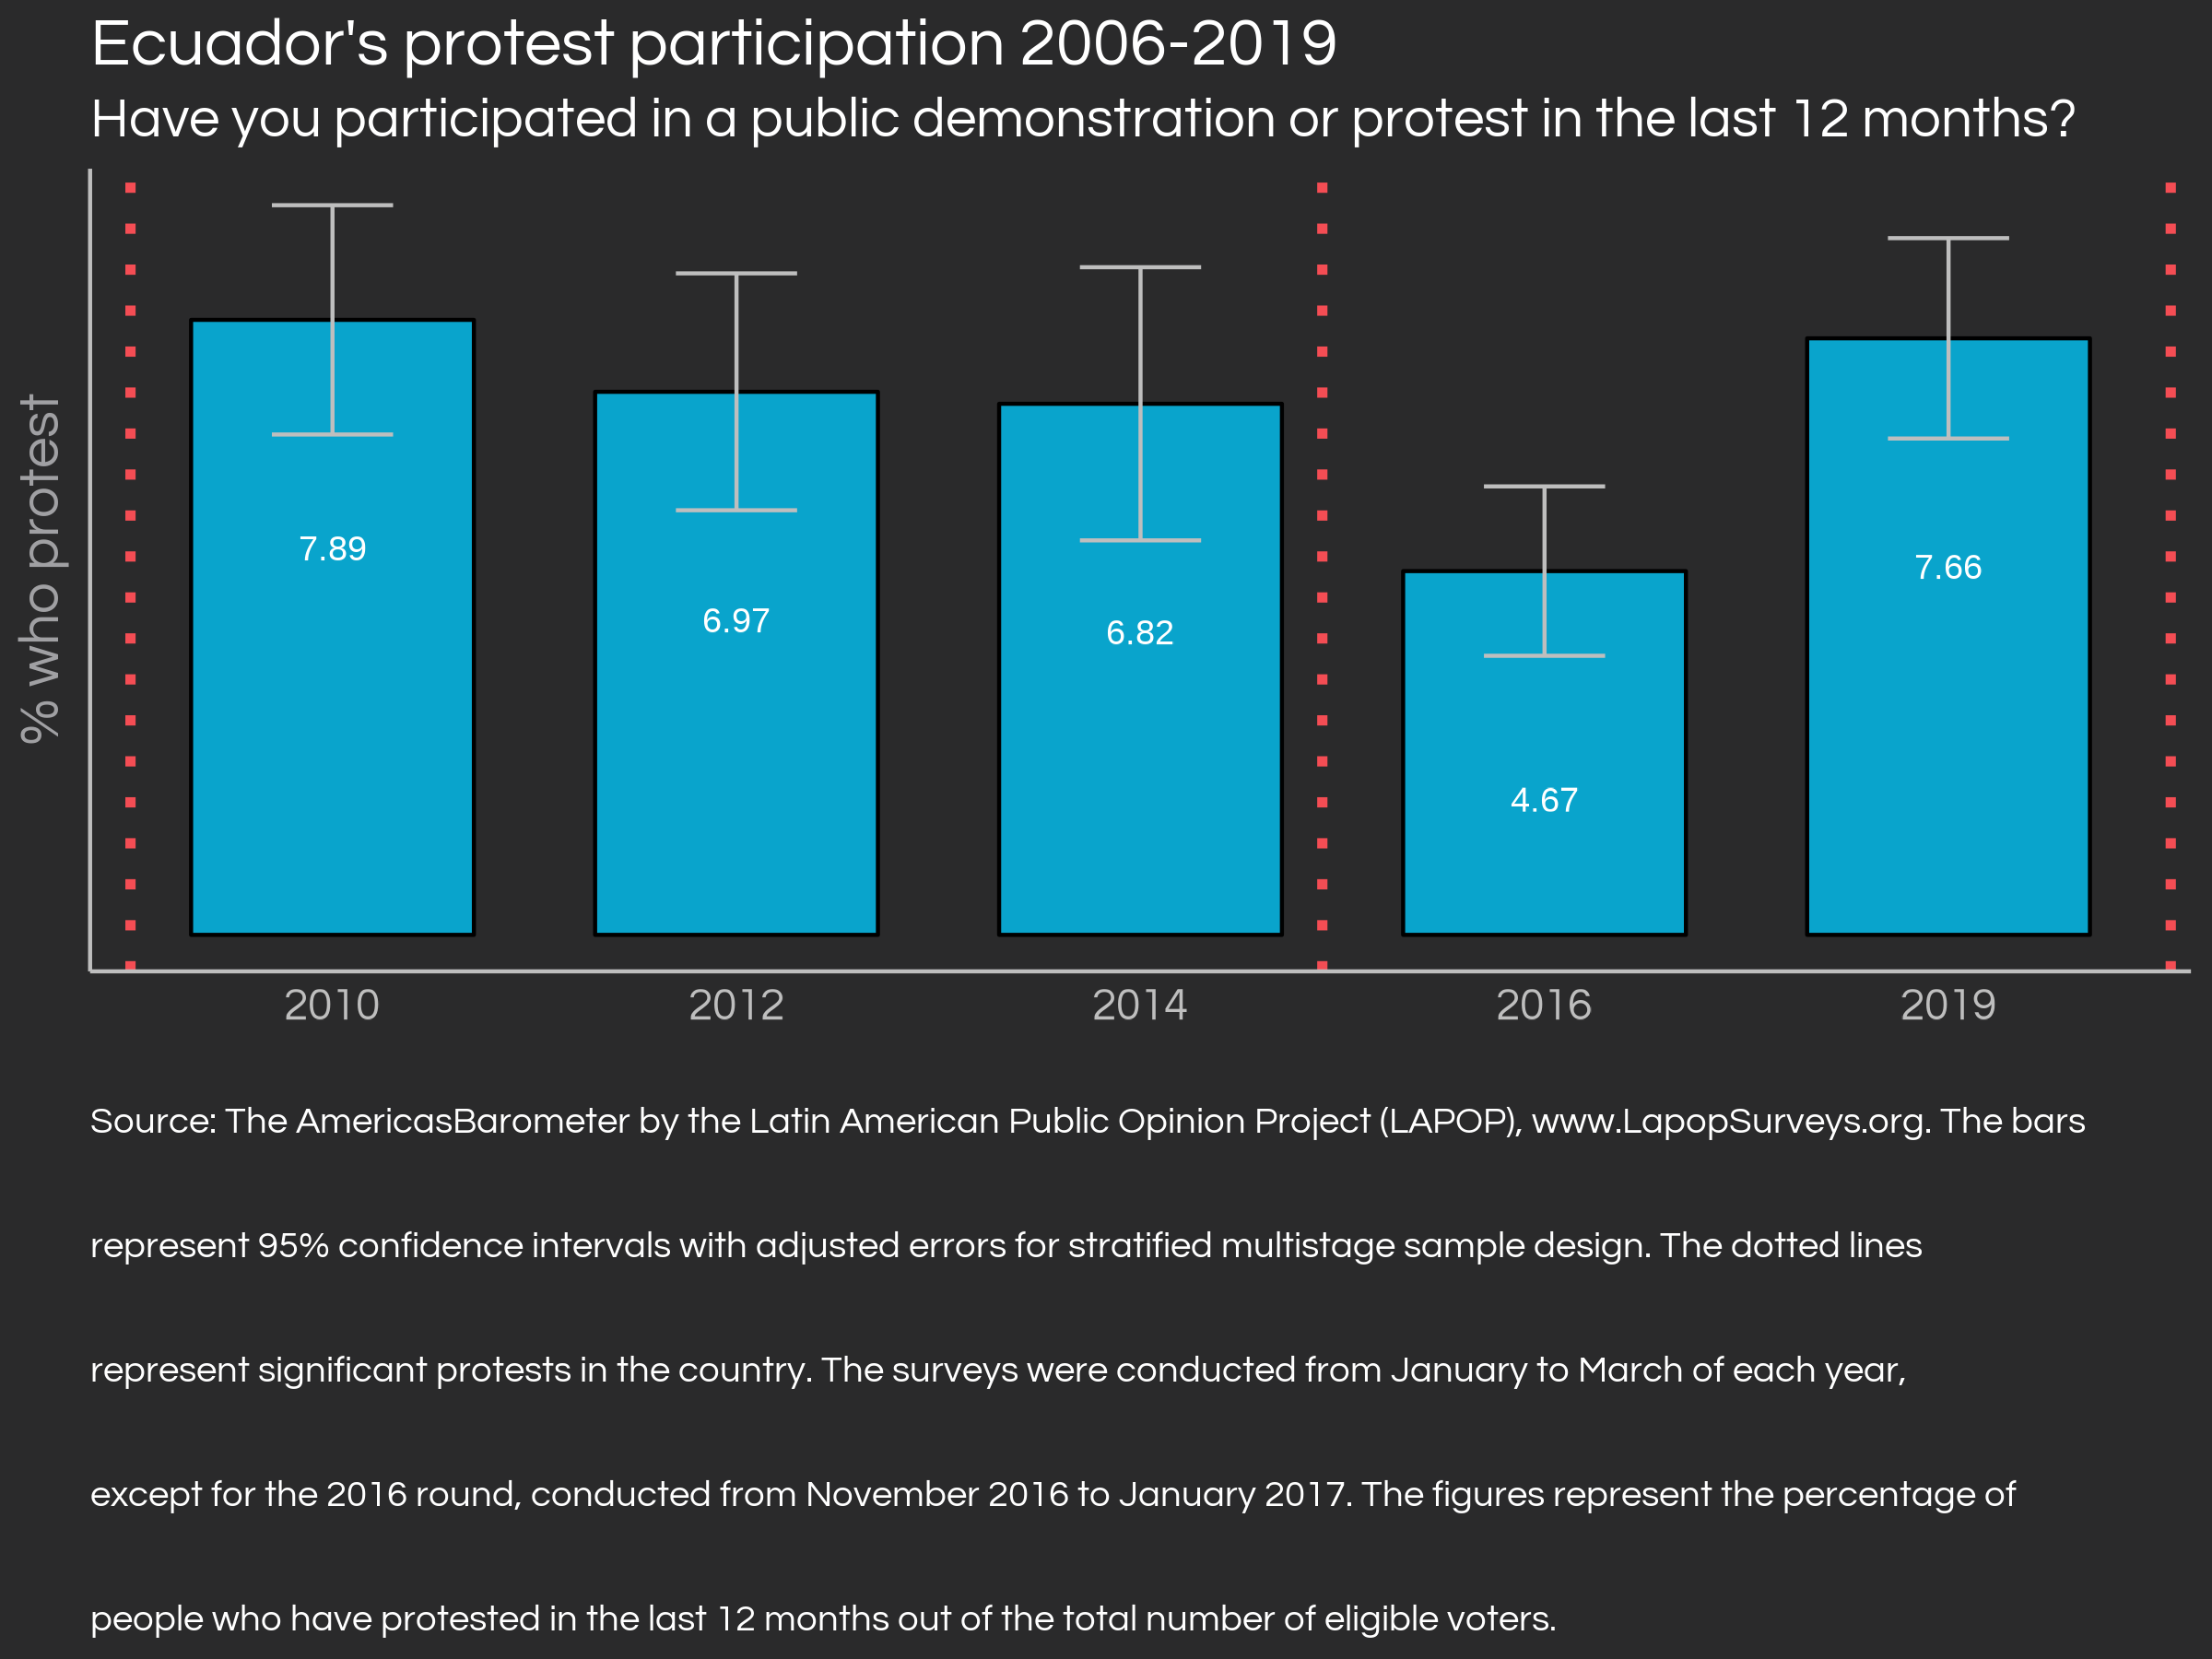 Ecuador's protest participation 2006-2019
Have you participated in a public demonstration or protest in the last 12 months?
% who protest
7.89
6.97
6.82
4.67
7.66
2010
2012
2014
2016
2019
Source: The AmericasBarometer by the Latin American Public Opinion Project (LAPOP), www.LapopSurveys.org. The bars
represent 95% confidence intervals with adjusted errors for stratified multistage sample design. The dotted lines
represent significant protests in the country. The surveys were conducted from January to March of each year,
except for the 2016 round, conducted from November 2016 to January 2017. The figures represent the percentage of
people who have protested in the last 12 months out of the total number of eligible voters.